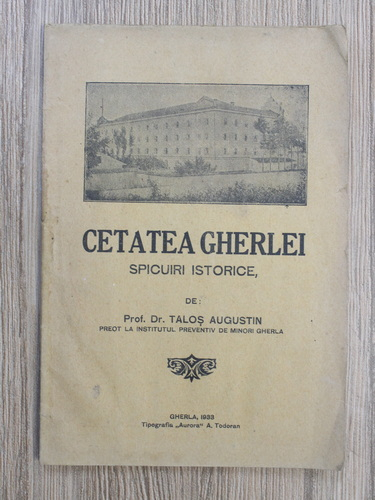 CETATEA GHERLEI
SPICUIRI ISTORICE,
DE:
Prof. Dr. TALOȘ AUGUSTIN
PREOT LA INSTITUTUL PREVENTIV DE MINORI GHERLA
GHERLA, 1933
Tipografia „Aurora" A. Todoran